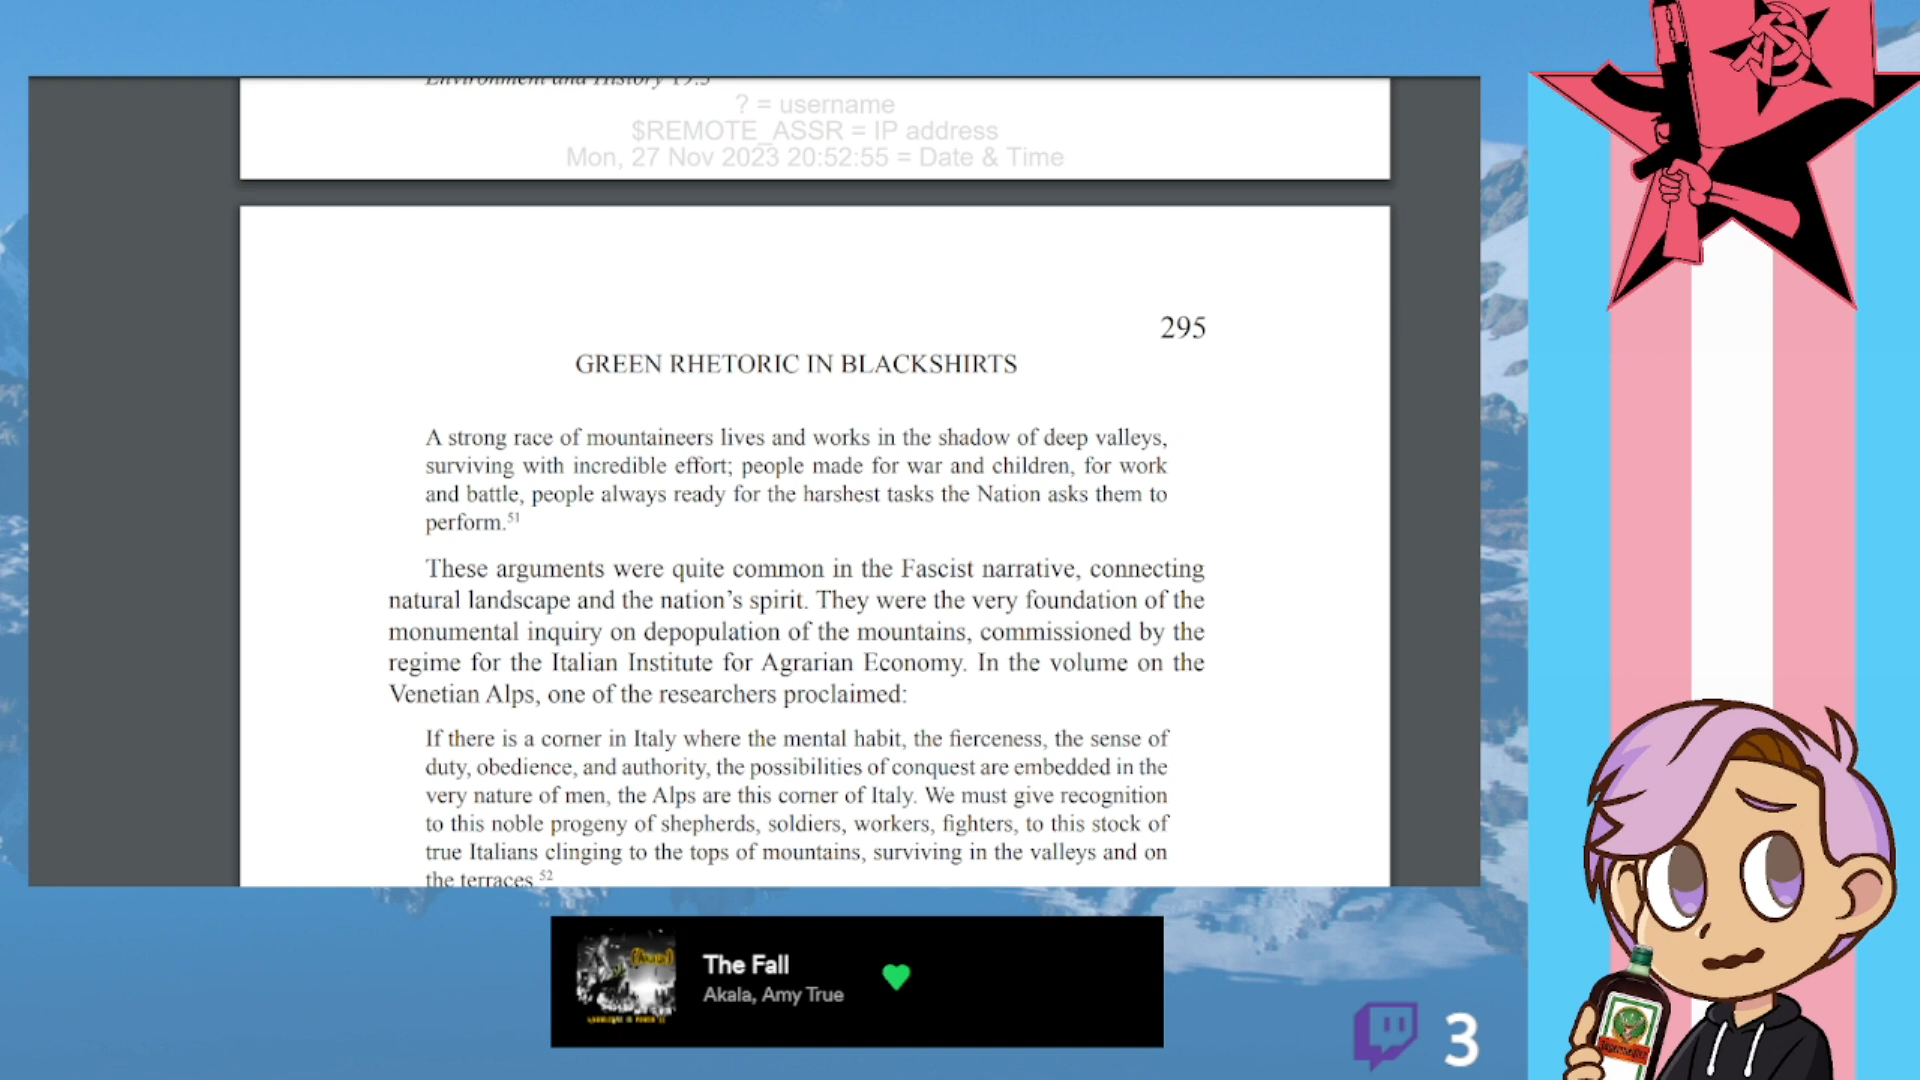 Environment and History 19.3
? = username
$REMOTE_ASSR = IP address
Mon, 27 Nov 2023 20:52:55 = Date & Time
295
GREEN RHETORIC IN BLACKSHIRTS
A strong race of mountaineers lives and works in the shadow of deep valleys,
surviving with incredible effort; people made for war and children, for work
and battle, people always ready for the harshest tasks the Nation asks them to
perform.51
These arguments were quite common in the Fascist narrative, connecting
natural landscape and the nation’s spirit. They were the very foundation of the
monumental inquiry on depopulation of the mountains, commissioned by the
regime for the Italian Institute for Agrarian Economy. In the volume on the
Venetian Alps, one of the researchers proclaimed:
If there is a corner in Italy where the mental habit, the fierceness, the sense of
duty, obedience, and authority, the possibilities of conquest are embedded in the
very nature of men, the Alps are this corner of Italy. We must give recognition
to this noble progeny of shepherds, soldiers, workers, fighters, to this stock of
true Italians clinging to the tops of mountains, surviving in the valleys and on
the terraces.52
The Fall
Akala, Amy True
3